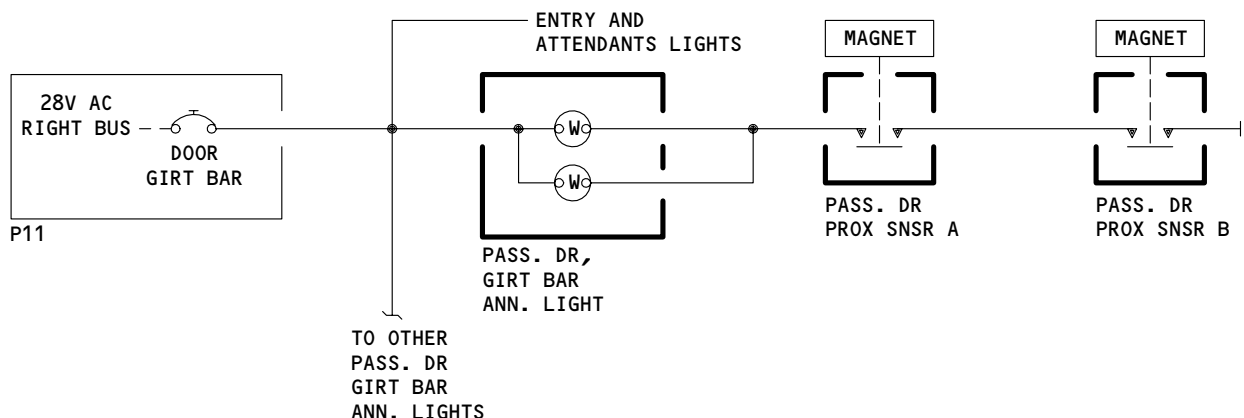 ENTRY AND
ATTENDANTS LIGHTS
MAGNET
MAGNET
28V AC
RIGHT BUS
DOOR
GIRT BAR
P11
W
W
PASS. DR,
GIRT BAR
ANN. LIGHT
PASS. DR
PROX SNSR A
PASS. DR
PROX SNSR B
TO OTHER
PASS. DR
GIRT BAR
ANN. LIGHTS